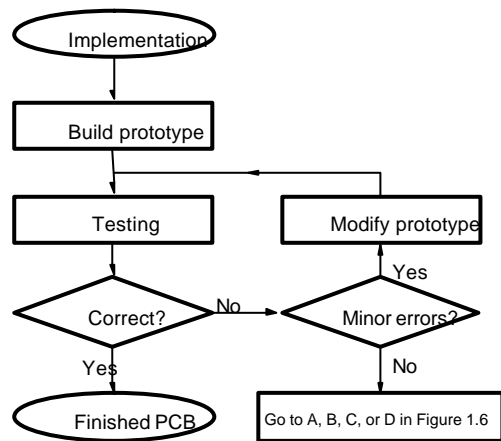 Implementation
Build prototype
Testing
Modify prototype
Yes
Correct?
No
Minor errors?
Yes
No
Finished PCB
Go to A, B, C, or D in Figure 1.6